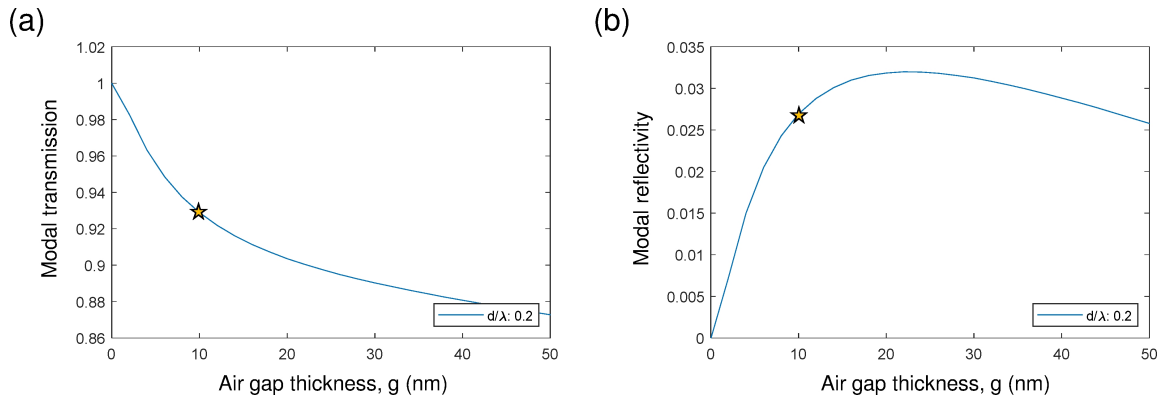 (a)
1.02
1
0.98
0.96
0.94
0.92
0.9
0.88
0.86
Modal transmission
d/λ: 0.2
0 10 20 30 40 50
Air gap thickness, g (nm)
(b)
0.035
0.03
0.025
0.02
0.015
0.01
0.005
0
Modal reflectivity
d/λ: 0.2
0 10 20 30 40 50
Air gap thickness, g (nm)